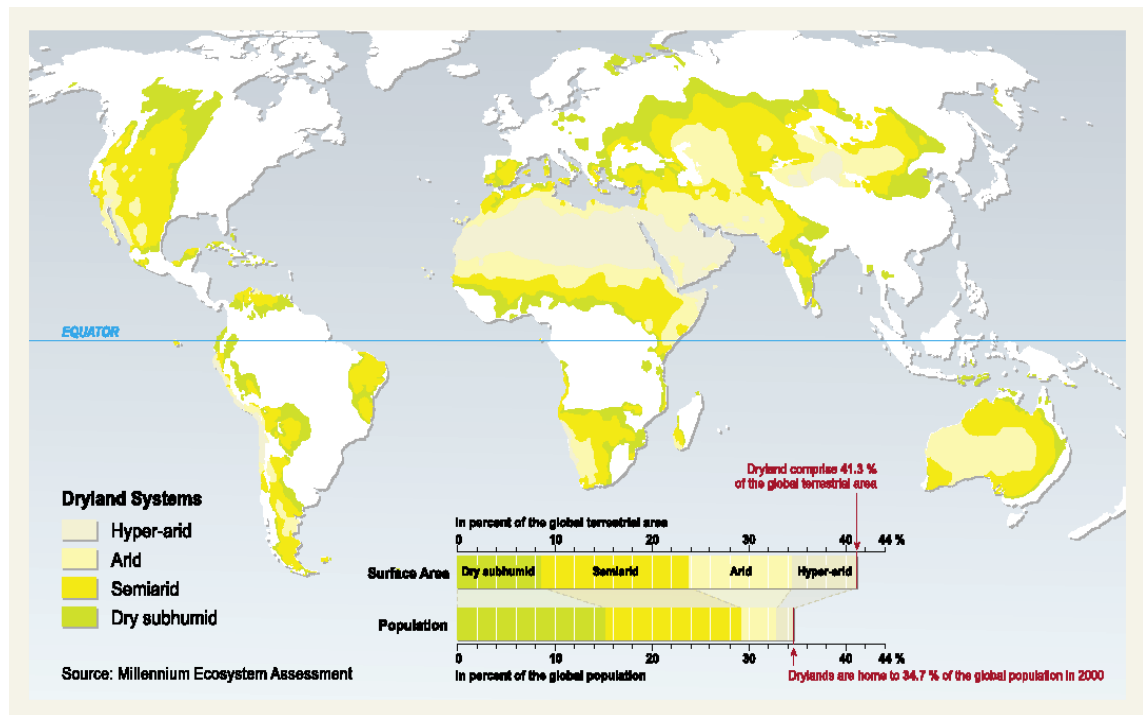 EQUATOR
Dryland Systems
Hyper-arid
Arid
Semiarid
Dry subhumid
Source: Millennium Ecosystem Assessment
Dryland comprise 41.3 %
of the global terrestrial area
In percent of the global terrestrial area
0 10 20 30 40 44 %
Surface Area Dry subhumid Semiarid Arid Hyper-arid
Population
0 10 20 30 40 44 %
In percent of the global population
Drylands are home to 34.7 % of the global population in 2000